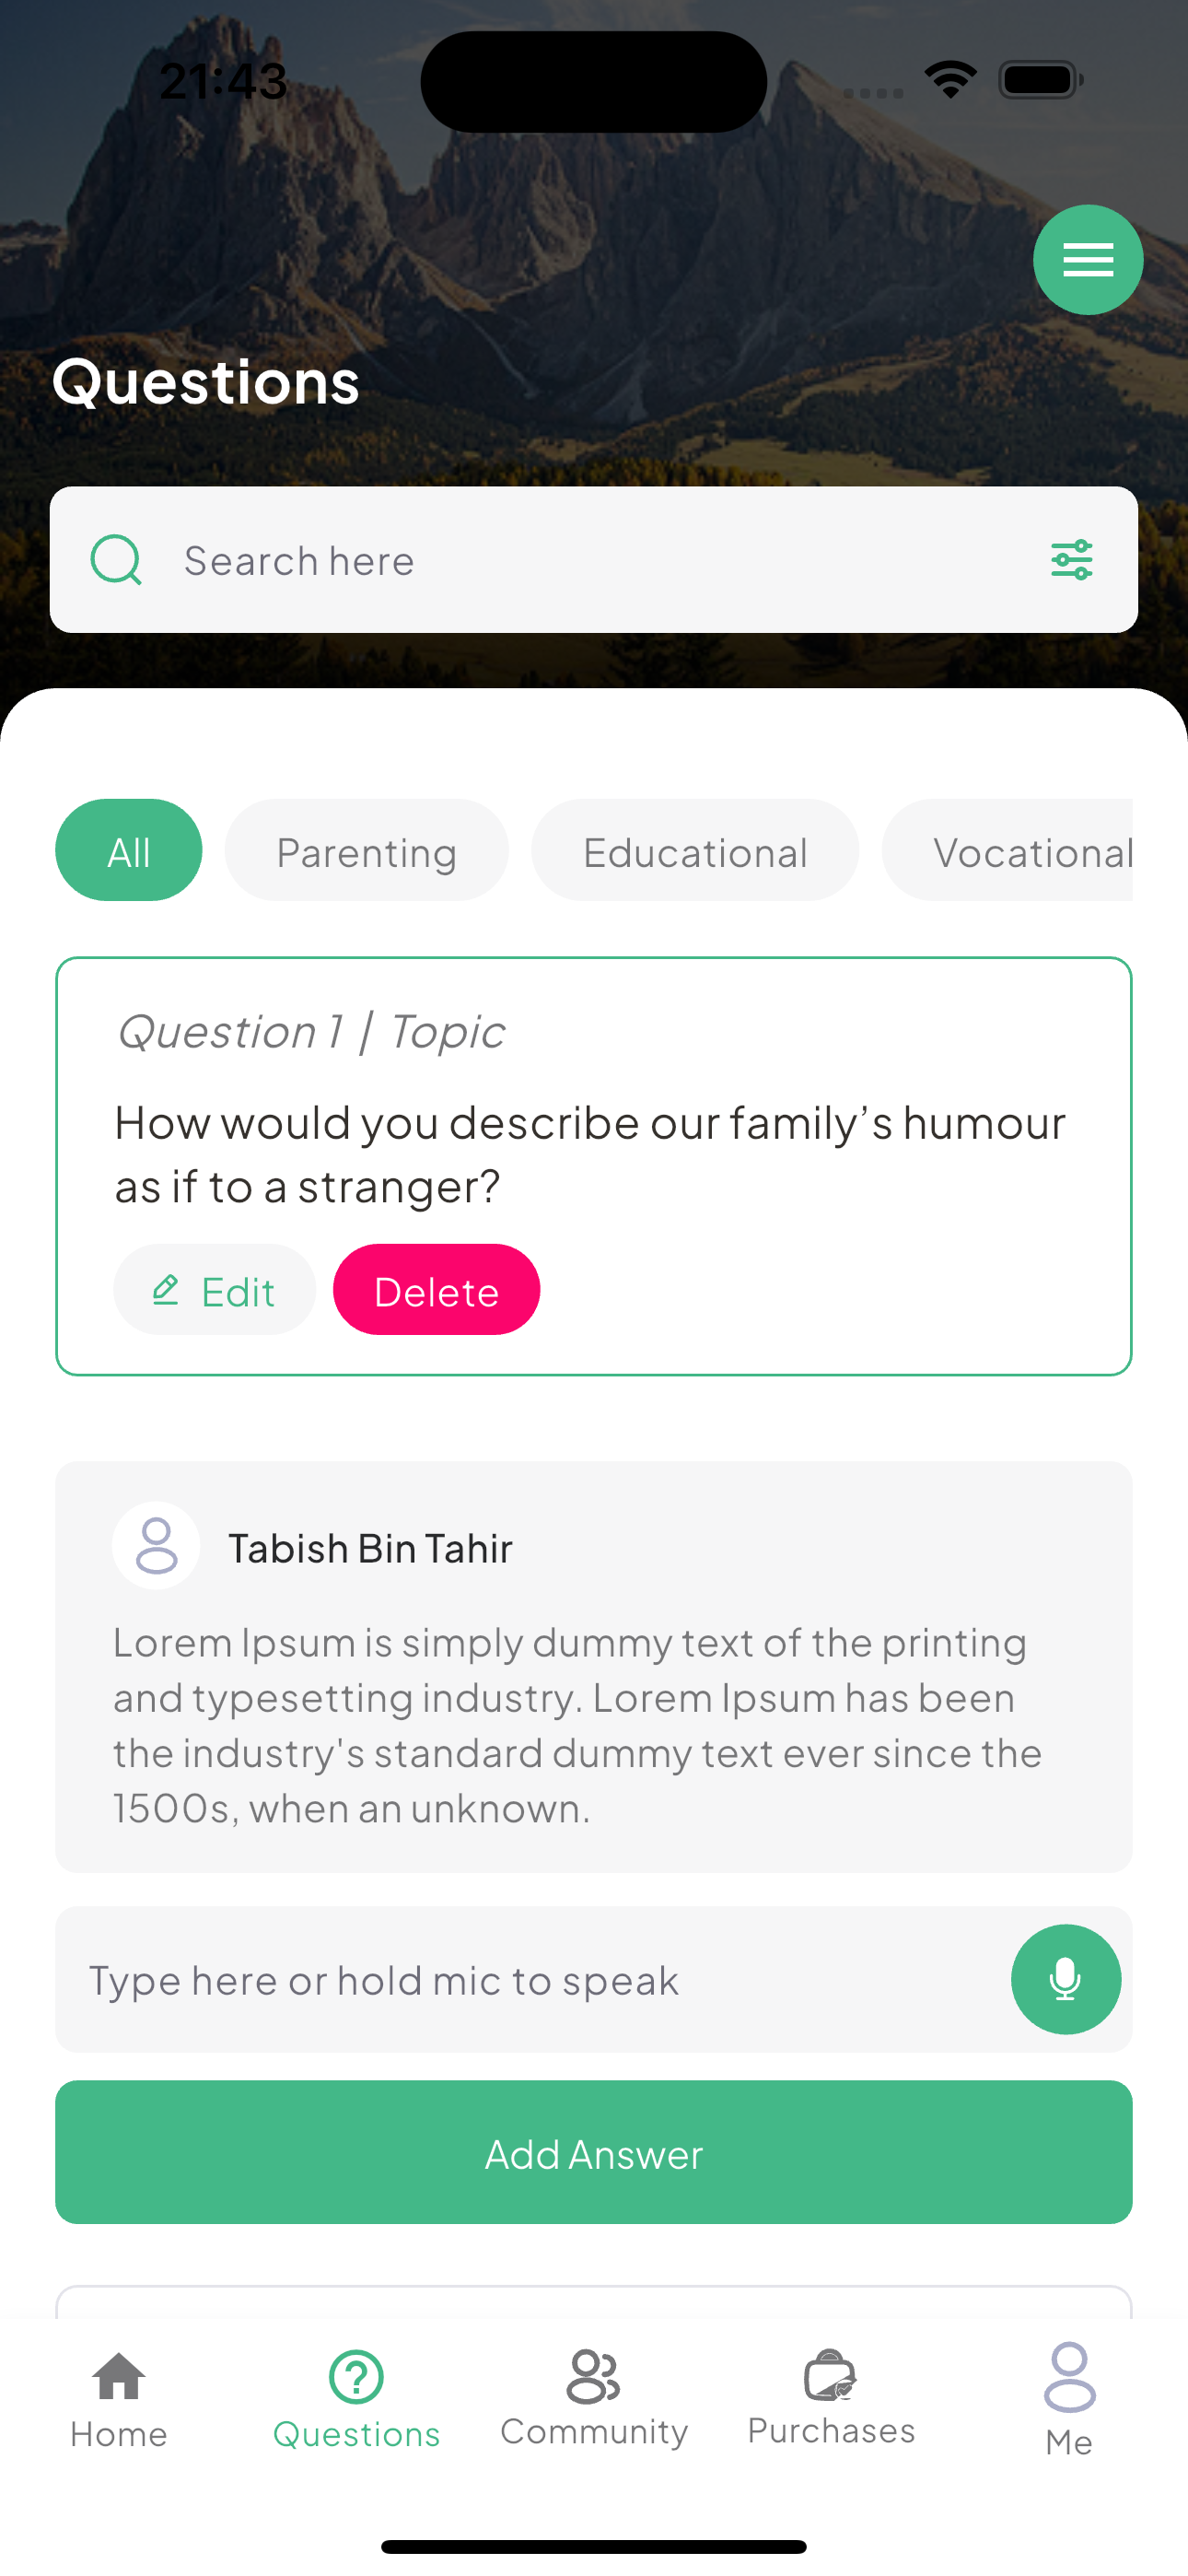 21:43
Questions
Search here
All Parenting Educational Vocational
Question 1 | Topic
How would you describe our family’s humour
as if to a stranger?
Edit Delete
Tabish Bin Tahir
Lorem Ipsum is simply dummy text of the printing
and typesetting industry. Lorem Ipsum has been
the industry's standard dummy text ever since the
1500s, when an unknown.
Type here or hold mic to speak
Add Answer
Home Questions Community Purchases Me